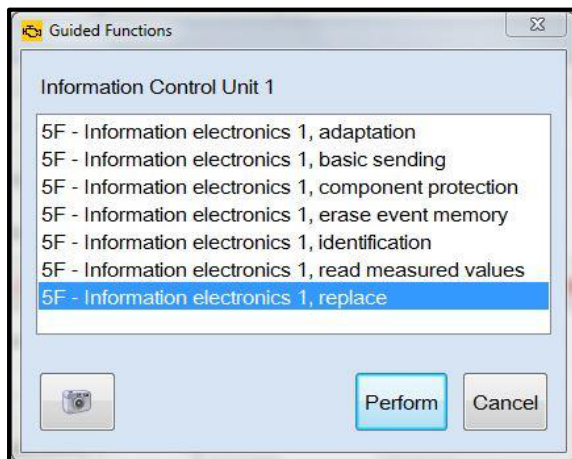 Guided Functions
Information Control Unit 1
5F - Information electronics 1, adaptation
5F - Information electronics 1, basic sending
5F - Information electronics 1, component protection
5F - Information electronics 1, erase event memory
5F - Information electronics 1, identification
5F - Information electronics 1, read measured values
5F - Information electronics 1, replace
Perform Cancel